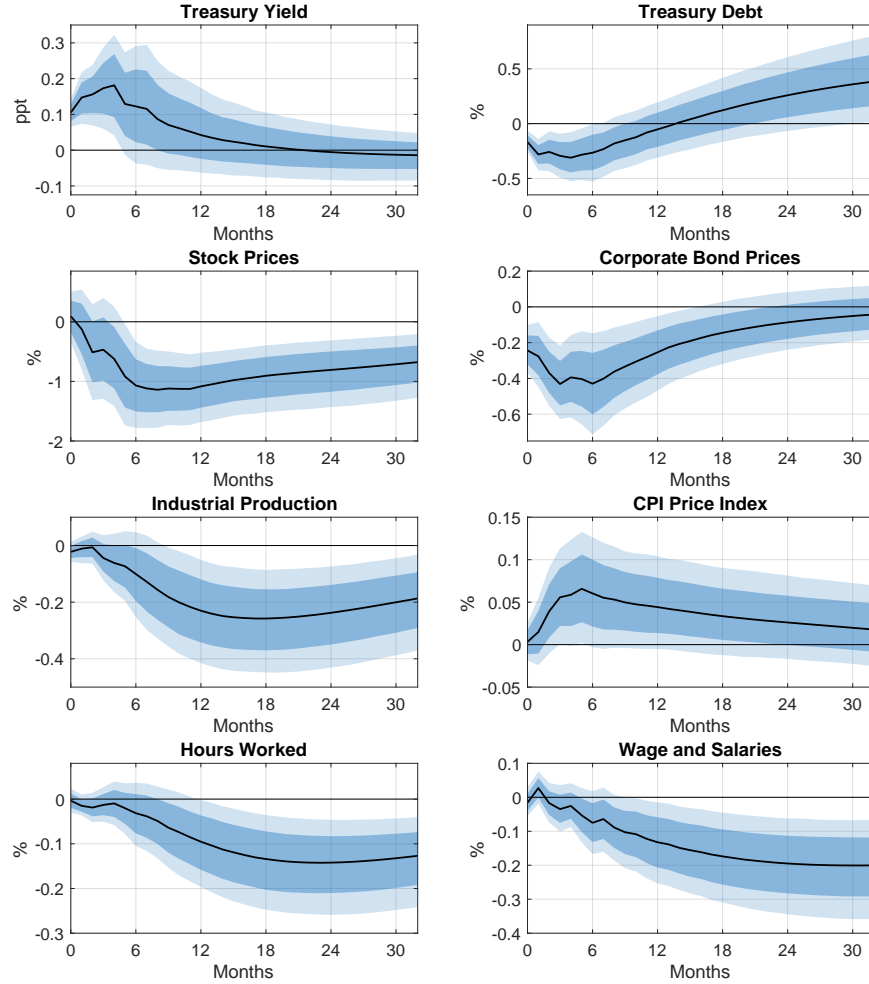 Treasury Yield
0.3
0.2
0.1
0
-0.1
ppt
0 6 12 18 24 30
Months
Treasury Debt
0.5
0
-0.5
%
0 6 12 18 24 30
Months
Stock Prices
0
-1
-2
%
0 6 12 18 24 30
Months
Corporate Bond Prices
0.2
0
-0.2
-0.4
-0.6
%
0 6 12 18 24 30
Months
Industrial Production
0
-0.2
-0.4
%
0 6 12 18 24 30
Months
CPI Price Index
0.15
0.1
0.05
0
-0.05
%
0 6 12 18 24 30
Months
Hours Worked
0
-0.1
-0.2
-0.3
%
0 6 12 18 24 30
Months
Wage and Salaries
0.1
0
-0.1
-0.2
-0.3
-0.4
%
0 6 12 18 24 30
Months